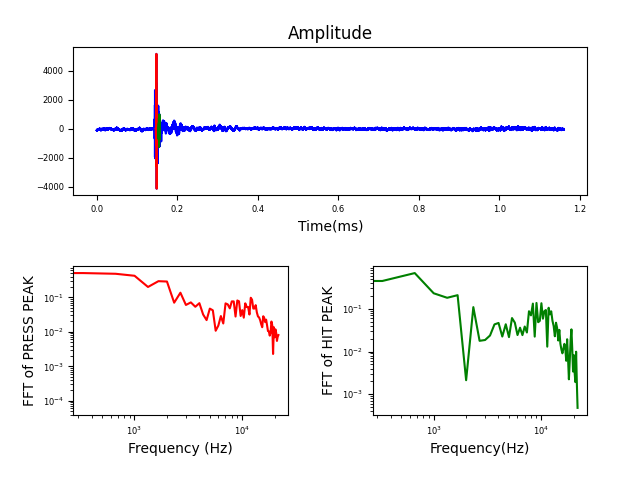 Amplitude
4000
2000
0
−2000
−4000
0.0 0.2 0.4 0.6 0.8 1.0 1.2
Time(ms)
FFT of PRESS PEAK
10⁻¹
10⁻²
10⁻³
10⁻⁴
10³ 10⁴
Frequency (Hz)
FFT of HIT PEAK
10⁻¹
10⁻²
10⁻³
10³ 10⁴
Frequency(Hz)